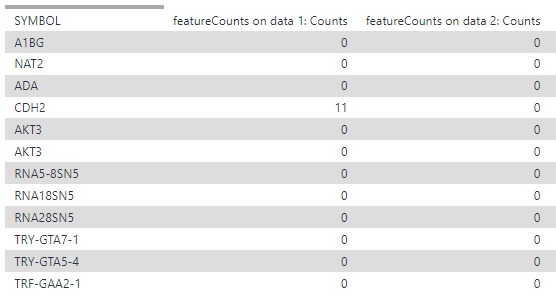 SYMBOL featureCounts on data 1: Counts featureCounts on data 2: Counts
A1BG 0 0
NAT2 0 0
ADA 0 0
CDH2 11 0
AKT3 0 0
AKT3 0 0
RNA5-8SN5 0 0
RNA18SN5 0 0
RNA28SN5 0 0
TRY-GTA7-1 0 0
TRY-GTA5-4 0 0
TRF-GAA2-1 0 0